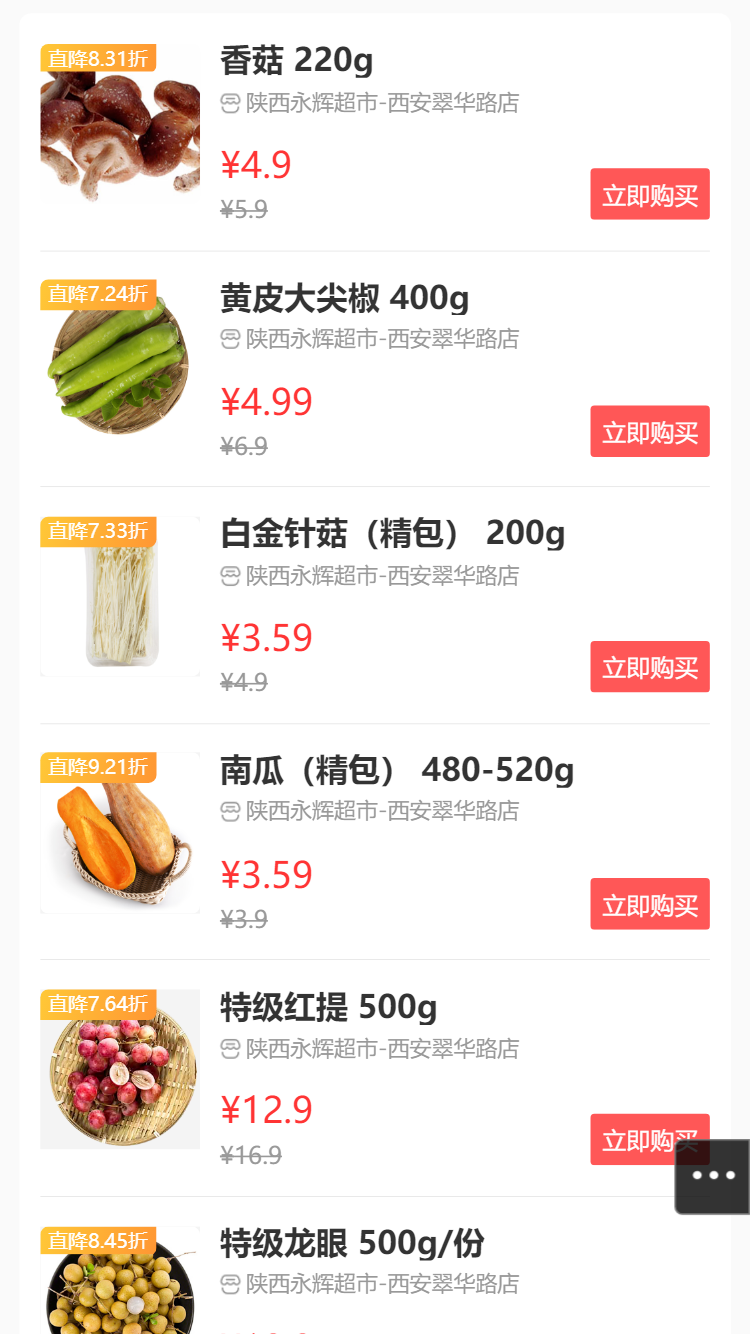 直降8.31折
香菇 220g
陕西永辉超市-西安翠华路店
¥4.9
¥5.9
立即购买
直降7.24折
黄皮大尖椒 400g
陕西永辉超市-西安翠华路店
¥4.99
¥6.9
立即购买
直降7.33折
白金针菇（精包） 200g
陕西永辉超市-西安翠华路店
¥3.59
¥4.9
立即购买
直降9.21折
南瓜（精包） 480-520g
陕西永辉超市-西安翠华路店
¥3.59
¥3.9
立即购买
直降7.64折
特级红提 500g
陕西永辉超市-西安翠华路店
¥12.9
¥16.9
立即购买
直降8.45折
特级龙眼 500g/份
陕西永辉超市-西安翠华路店